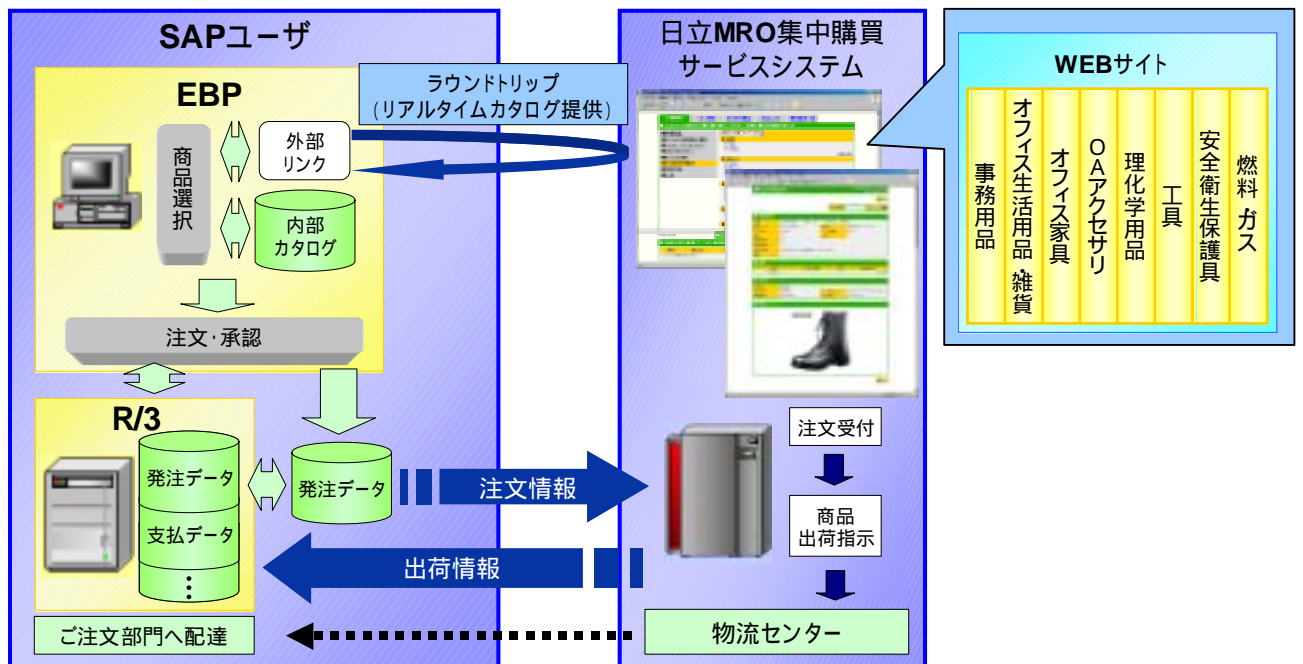 SAPユーザ
EBP
商品選択
外部
リンク
内部
カタログ
注文・承認
R/3
発注データ
支払データ
発注データ
ご注文部門へ配達
ラウンドトリップ
(リアルタイムカタログ提供)
注文情報
出荷情報
日立MRO集中購買
サービスシステム
注文受付
商品
出荷指示
物流センター
WEBサイト
事務用品
オフィス生活用品・雑貨
オフィス家具
OAアクセサリ
理化学用品
工具
安全衛生保護具
燃料・ガス